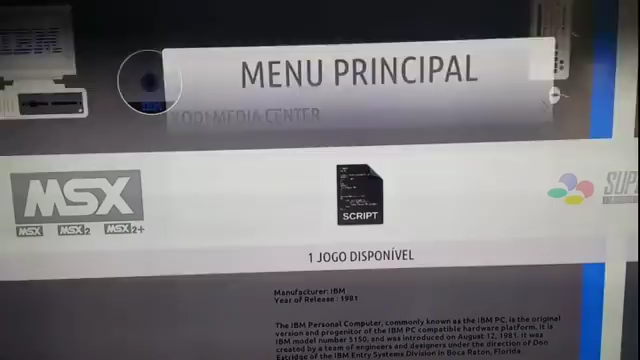 MENU PRINCIPAL
KODI MEDIA CENTER
MSX
MSX MSX2 MSX2+
SCRIPT
SUP
1 JOGO DISPONÍVEL
Manufacturer: IBM
Year of Release : 1981
The IBM Personal Computer, commonly known as the IBM PC, is the original
version and progenitor of the IBM PC compatible hardware platform. It is
IBM model number 5150, and was introduced on August 12, 1981. It was
created by a team of engineers and designers under the direction of Don
Estridge of the IBM Entry Systems Division in Boca Raton, Florida.